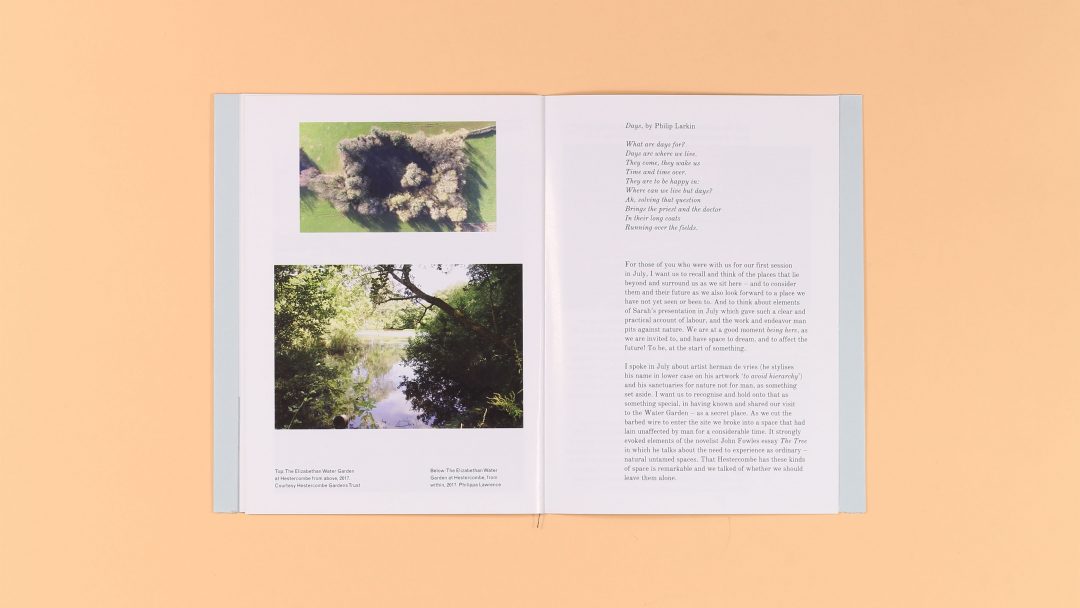 Top: The Elizabethan Water Garden
at Hestercombe from above, 2017.
Courtesy Hestercombe Gardens Trust
Below: The Elizabethan Water
Garden at Hestercombe, from
within, 2017. Philippa Lawrence
Days, by Philip Larkin
What are days for?
Days are where we live.
They come, they wake us
Time and time over.
They are to be happy in:
Where can we live but days?
Ah, solving that question
Brings the priest and the doctor
In their long coats
Running over the fields.
For those of you who were with us for our first session
in July, I want us to recall and think of the places that lie
beyond and surround us as we sit here – and to consider
them and their future as we also look forward to a place we
have not yet seen or been to. And to think about elements
of Sarah's presentation in July which gave such a clear and
practical account of labour, and the work and endeavor man
pits against nature. We are at a good moment being here, as
we are invited to, and have space to dream, and to affect the
future! To be, at the start of something.
I spoke in July about artist herman de vries (he stylises
his name in lower case on his artwork 'to avoid hierarchy')
and his sanctuaries for nature not for man, as something
set aside. I want us to recognise and hold onto that as
something special, in having known and shared our visit
to the Water Garden – as a secret place. As we cut the
barbed wire to enter the site we broke into a space that had
lain unaffected by man for a considerable time. It strongly
evoked elements of the novelist John Fowles essay The Tree
in which he talks about the need to experience as ordinary –
natural untamed spaces. That Hestercombe has these kinds
of space is remarkable and we talked of whether we should
leave them alone.